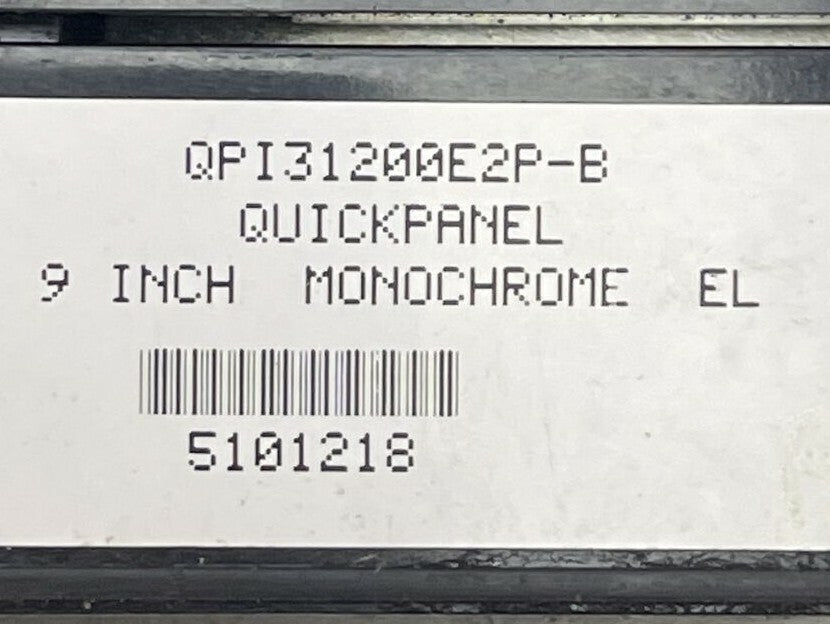 QPI31200E2P-B
QUICKPANEL
9 INCH MONOCHROME EL
5101218